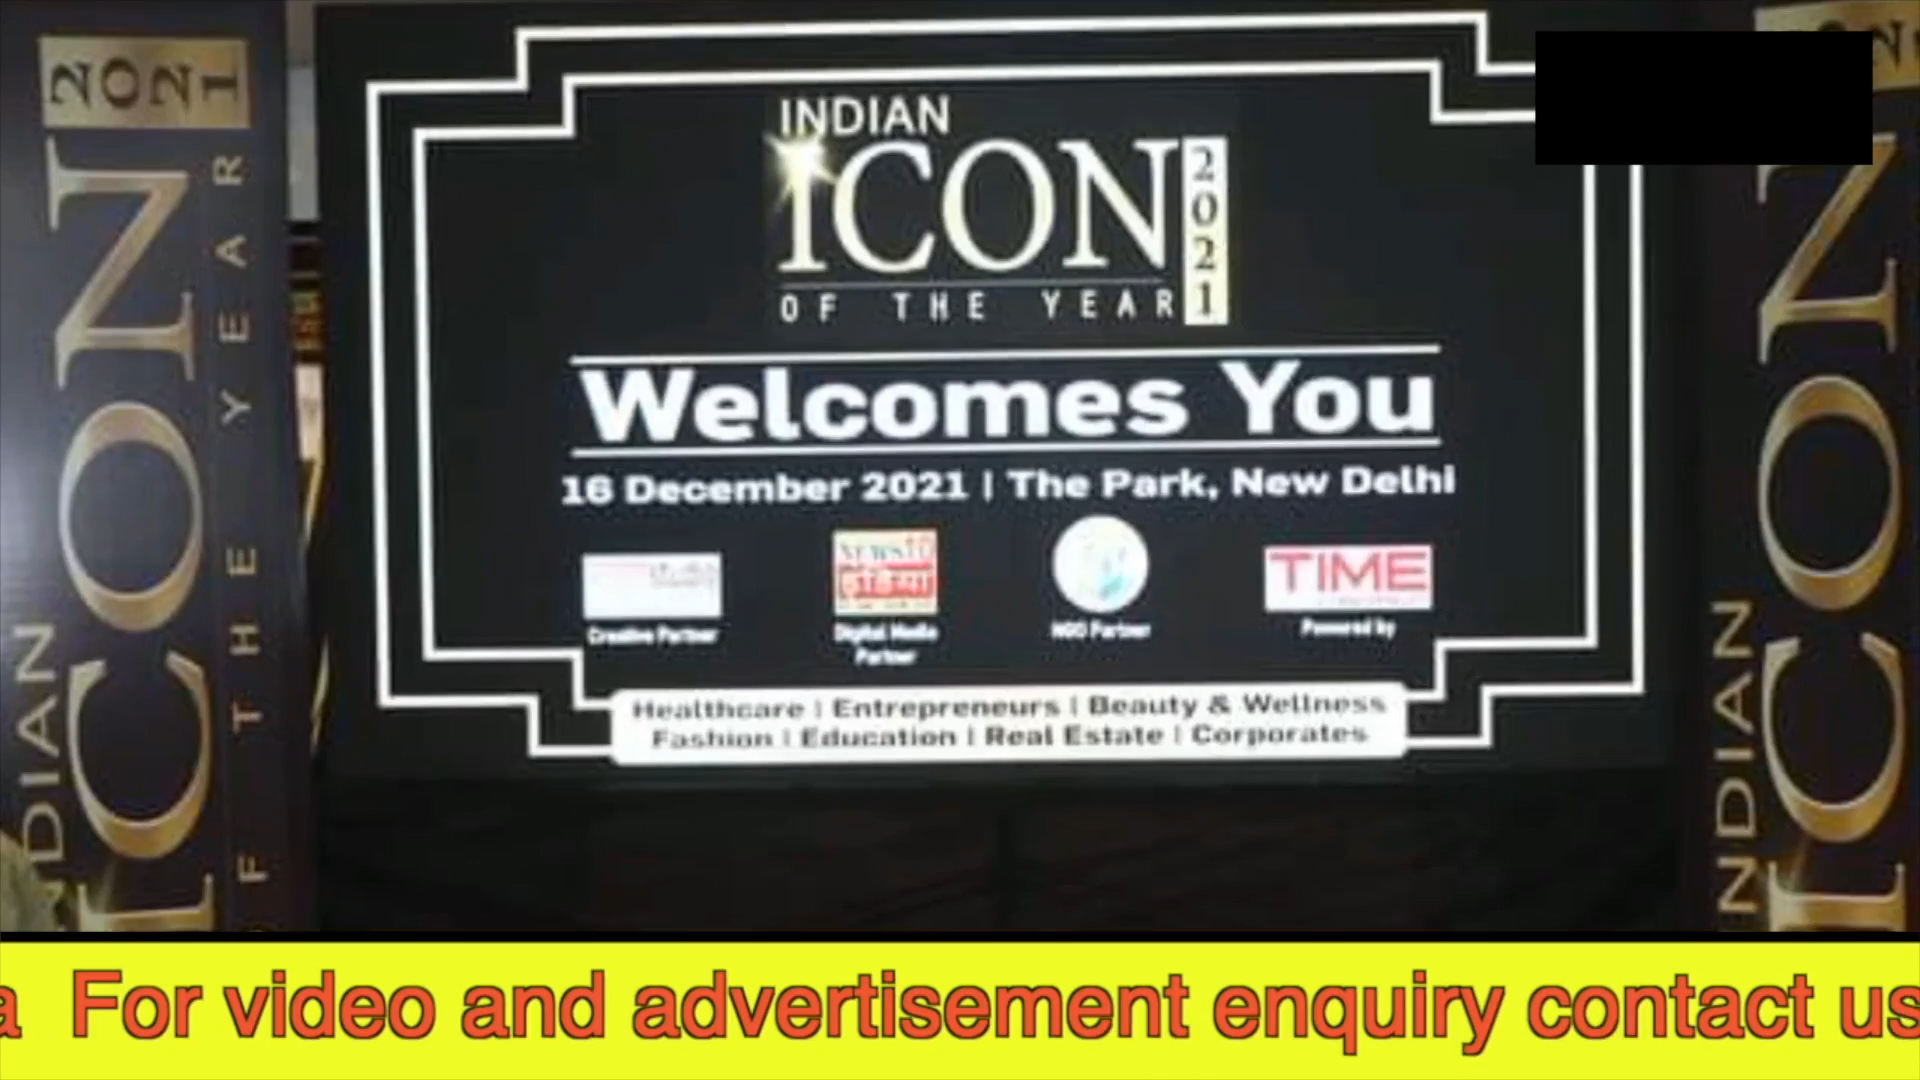 2021
INDIAN
ICON
OF THE YEAR
INDIAN
ICON
2021
OF THE YEAR
Welcomes You
16 December 2021 | The Park, New Delhi
TIME
Creative Partner
Digital Media
Partner
NGO Partner
Powered by
Healthcare | Entrepreneurs | Beauty & Wellness
Fashion | Education | Real Estate | Corporates
INDIAN
ICON
a For video and advertisement enquiry contact us